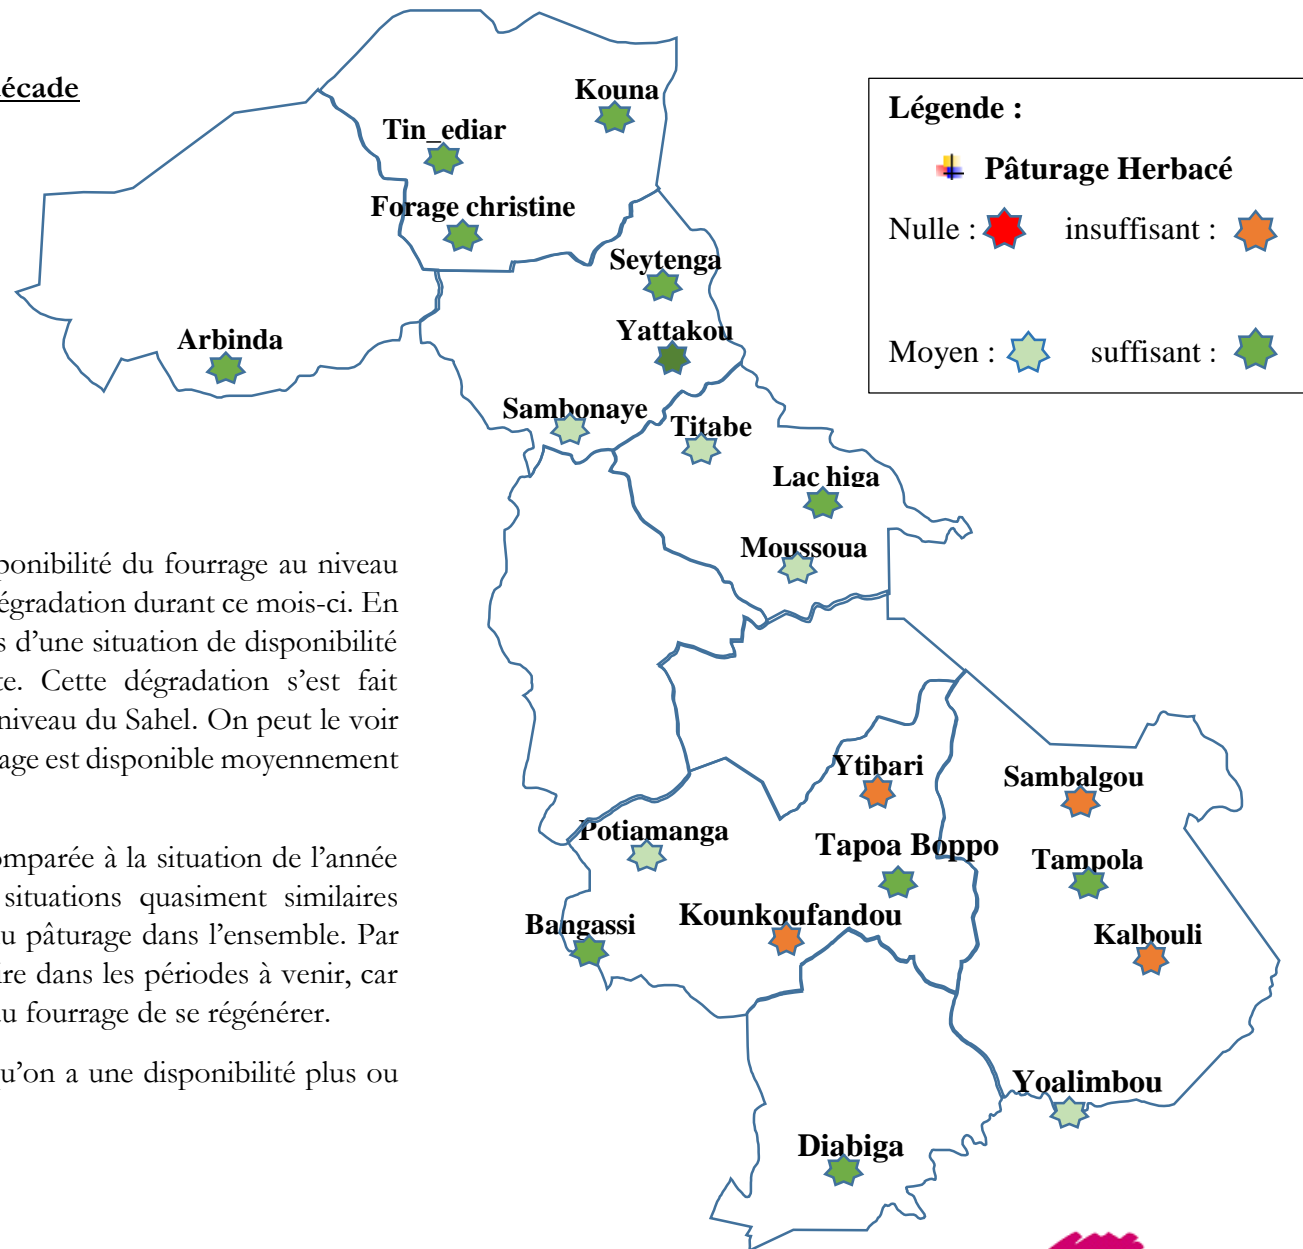 écade
Kouna
Tin_ediar
Forage christine
Seytenga
Yattakou
Arbinda
Sambonaye
Titabe
Lac higa
Moussoua
Légende :
Pâturage Herbacé
Nulle : insuffisant :
Moyen : suffisant :
ponibilité du fourrage au niveau
égradation durant ce mois-ci. En
s d’une situation de disponibilité
te. Cette dégradation s’est fait
niveau du Sahel. On peut le voir
age est disponible moyennement
omparée à la situation de l’année
situations quasiment similaires
u pâturage dans l’ensemble. Par
ire dans les périodes à venir, car
u fourrage de se régénérer.
u’on a une disponibilité plus ou
Ytibari
Sambalgou
Potiamanga
Tapoa Boppo
Tampola
Bangassi
Kounkoufandou
Kalbouli
Yoalimbou
Diabiga